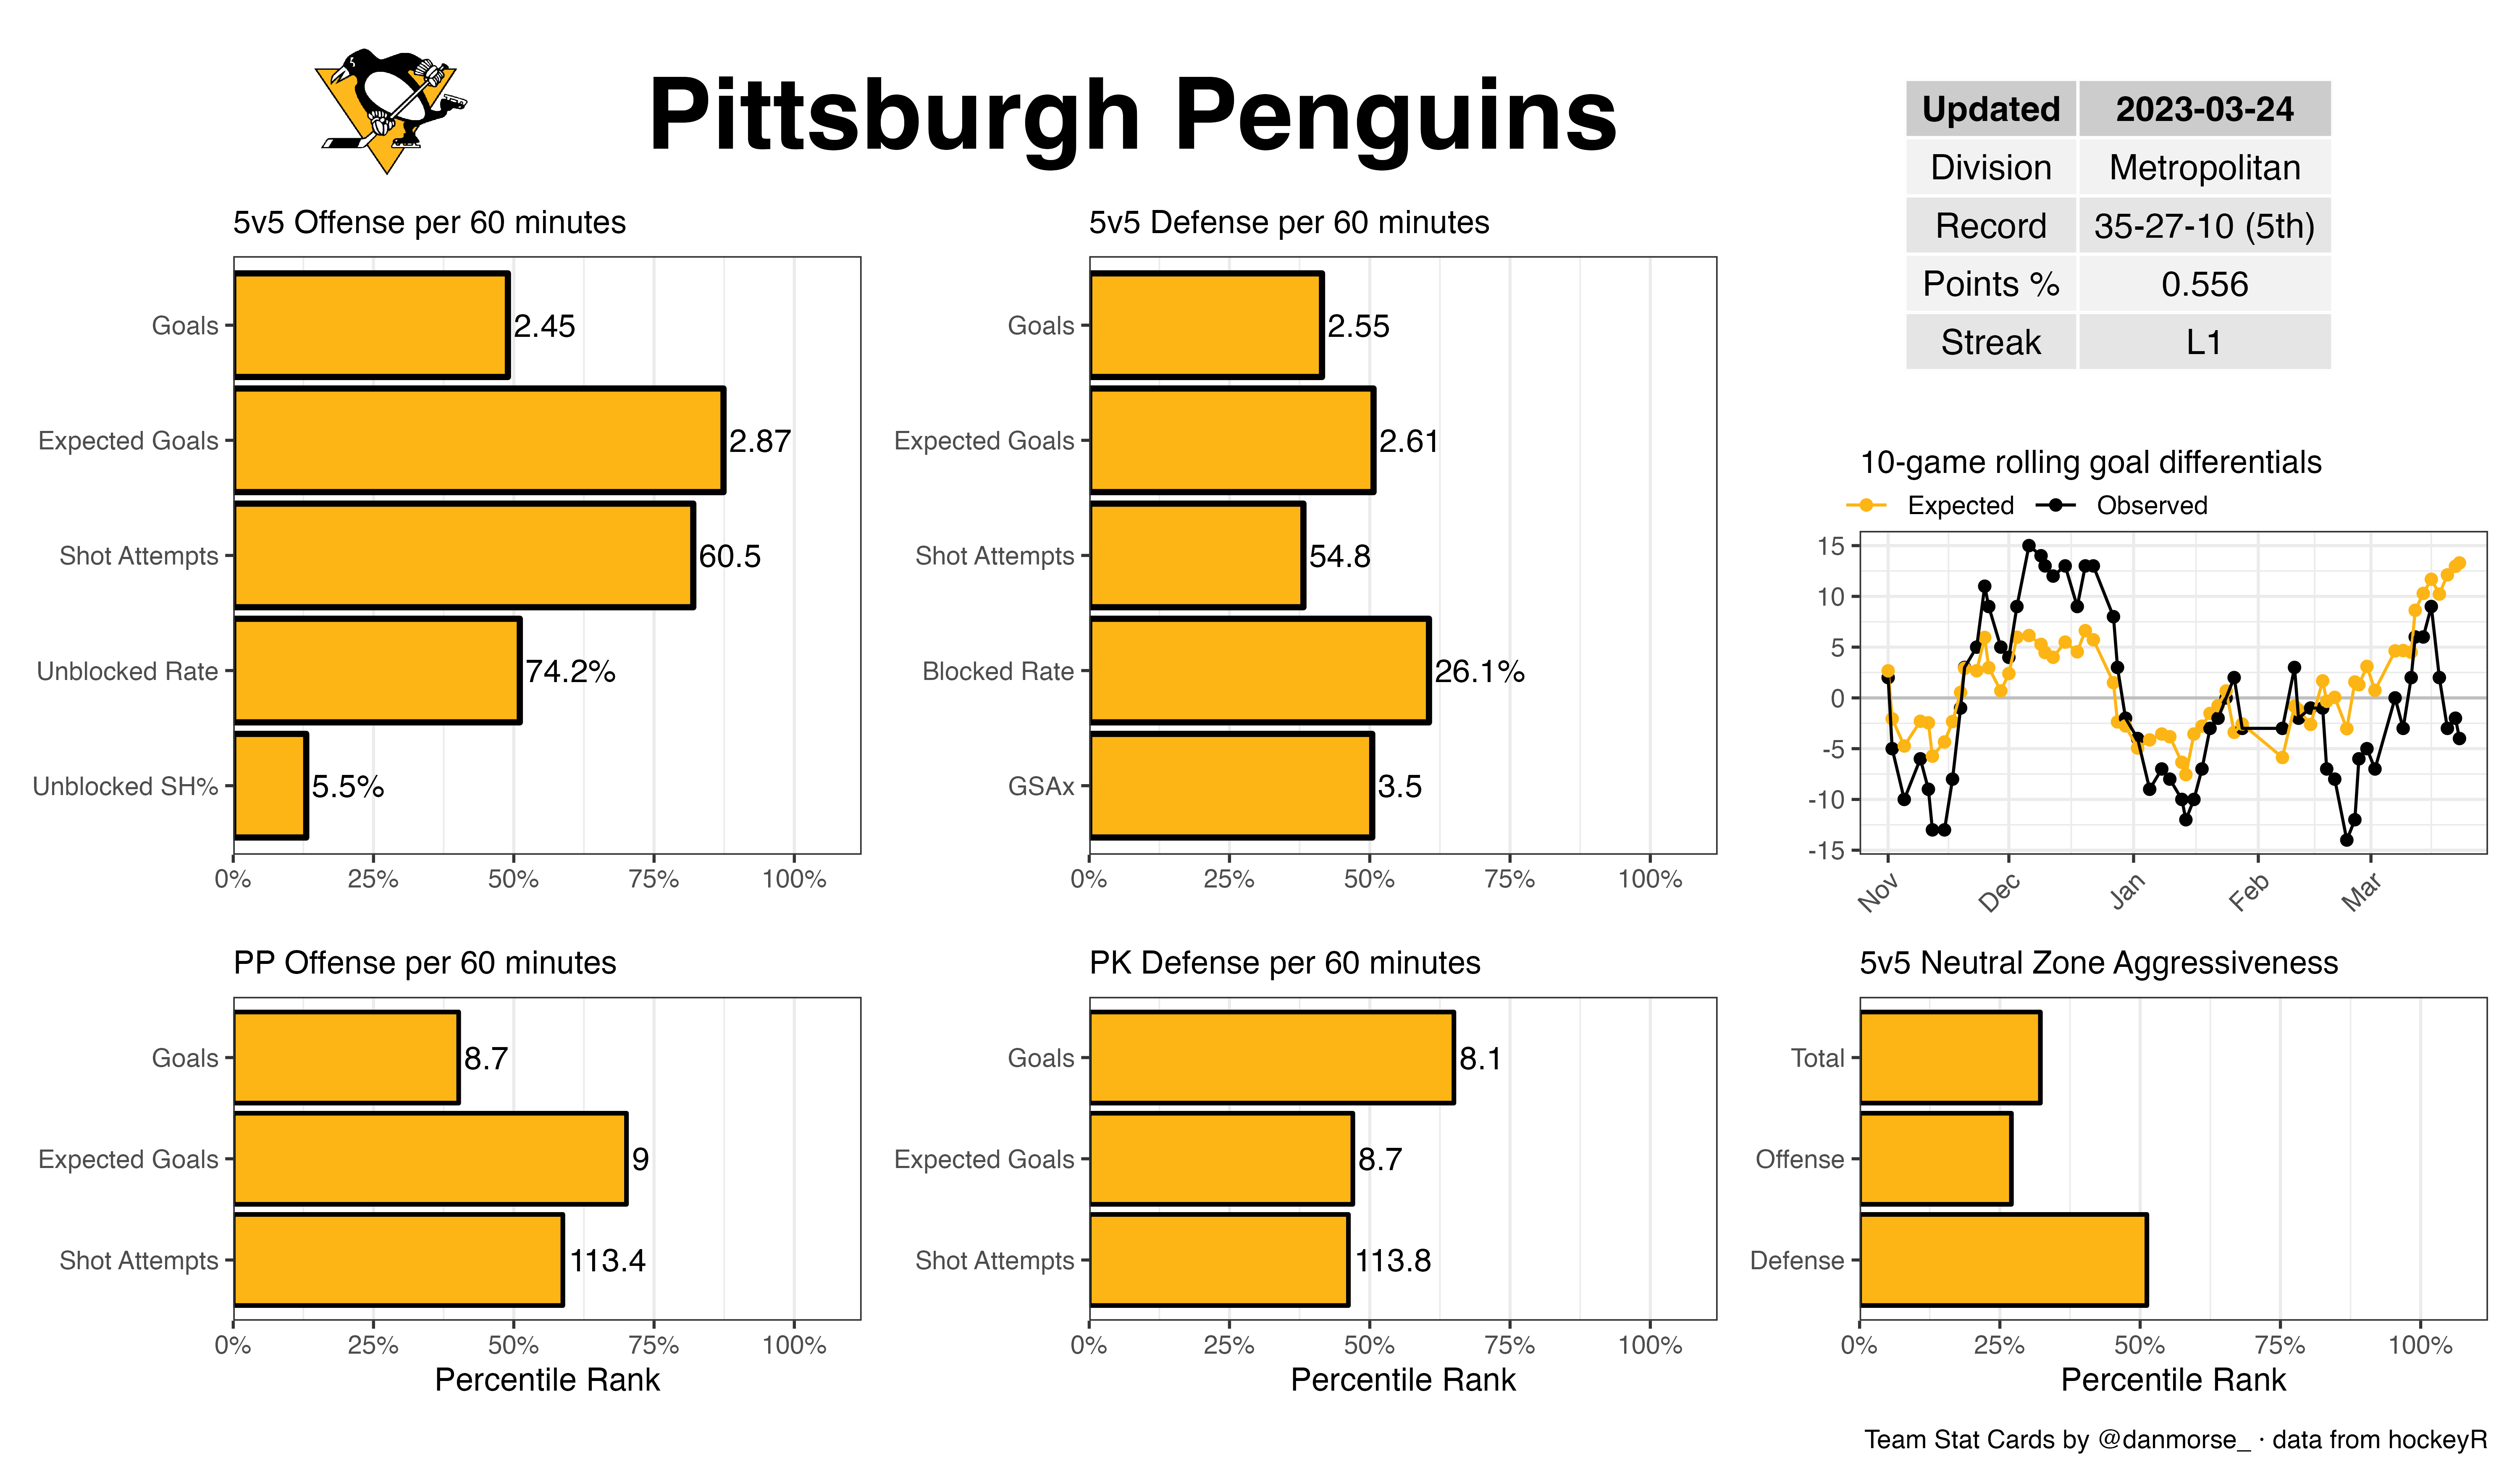 Pittsburgh Penguins
Updated 2023-03-24
Division Metropolitan
Record 35-27-10 (5th)
Points % 0.556
Streak L1
5v5 Offense per 60 minutes
Goals 2.45
Expected Goals 2.87
Shot Attempts 60.5
Unblocked Rate 74.2%
Unblocked SH% 5.5%
0% 25% 50% 75% 100%
5v5 Defense per 60 minutes
Goals 2.55
Expected Goals 2.61
Shot Attempts 54.8
Blocked Rate 26.1%
GSAx 3.5
0% 25% 50% 75% 100%
10-game rolling goal differentials
Expected Observed
15
10
5
0
-5
-10
-15
Nov Dec Jan Feb Mar
PP Offense per 60 minutes
Goals 8.7
Expected Goals 9
Shot Attempts 113.4
0% 25% 50% 75% 100%
Percentile Rank
PK Defense per 60 minutes
Goals 8.1
Expected Goals 8.7
Shot Attempts 113.8
0% 25% 50% 75% 100%
Percentile Rank
5v5 Neutral Zone Aggressiveness
Total
Offense
Defense
0% 25% 50% 75% 100%
Percentile Rank
Team Stat Cards by @danmorse_ · data from hockeyR